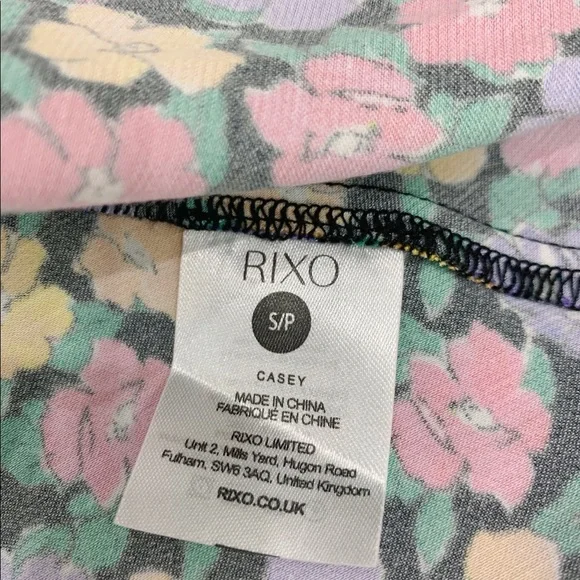 RIXO
S/P
CASEY
MADE IN CHINA
FABRIQUÉ EN CHINE
RIXO LIMITED
Unit 2, Mills Yard, Hugon Road
Fulham, SW6 3AQ, United Kingdom
RIXO.CO.UK